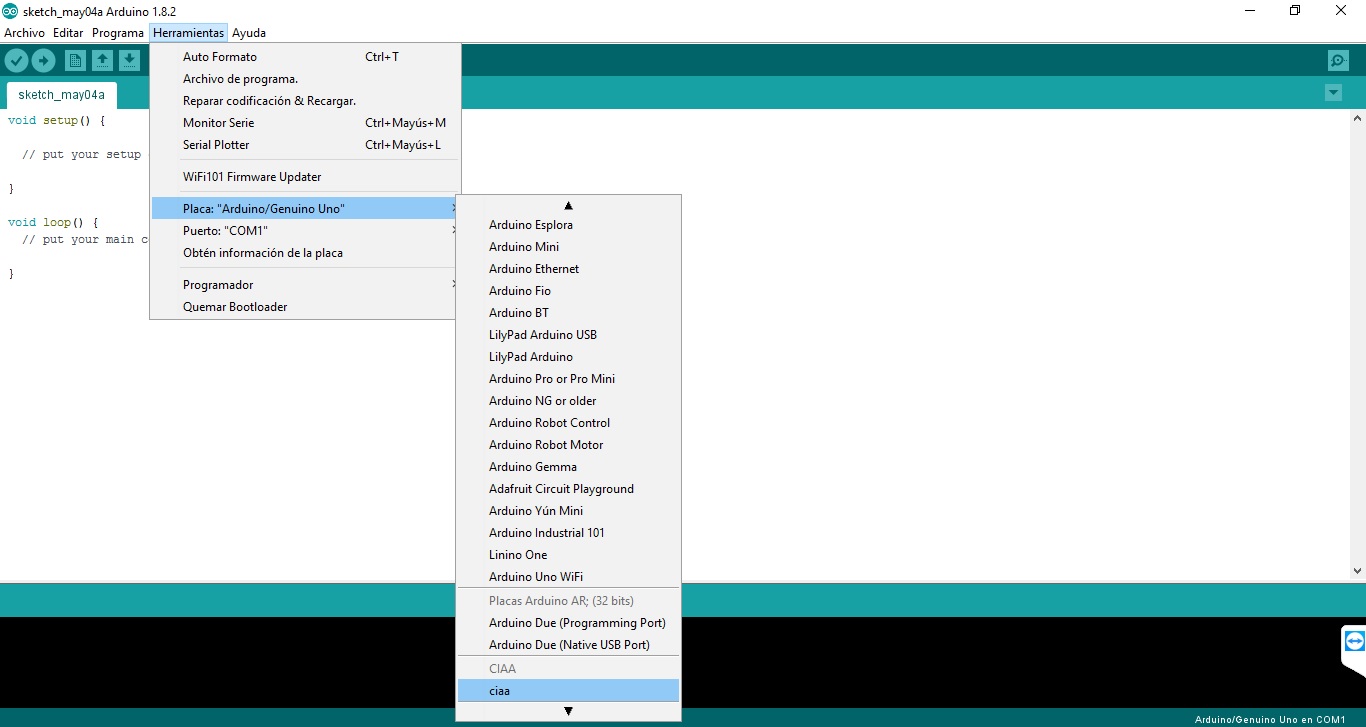 sketch_may04a Arduino 1.8.2
Archivo Editar Programa Herramientas Ayuda
sketch_may04a
void setup() {
// put your setup
}
void loop() {
// put your main c
}
Auto Formato Ctrl+T
Archivo de programa.
Reparar codificación & Recargar.
Monitor Serie Ctrl+Mayús+M
Serial Plotter Ctrl+Mayús+L
WiFi101 Firmware Updater
Placa: "Arduino/Genuino Uno"
Puerto: "COM1"
Obtén información de la placa
Programador
Quemar Bootloader
Arduino Esplora
Arduino Mini
Arduino Ethernet
Arduino Fio
Arduino BT
LilyPad Arduino USB
LilyPad Arduino
Arduino Pro or Pro Mini
Arduino NG or older
Arduino Robot Control
Arduino Robot Motor
Arduino Gemma
Adafruit Circuit Playground
Arduino Yún Mini
Arduino Industrial 101
Linino One
Arduino Uno WiFi
Placas Arduino AR; (32 bits)
Arduino Due (Programming Port)
Arduino Due (Native USB Port)
CIAA
ciaa
Arduino/Genuino Uno en COM1